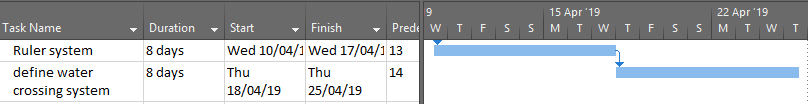 9 15 Apr '19 22 Apr '19
Task Name Duration Start Finish Prede W T F S S M T W T F S S M T W T
Ruler system 8 days Wed 10/04/1 Wed 17/04/1 13
define water crossing system 8 days Thu 18/04/19 Thu 25/04/19 14